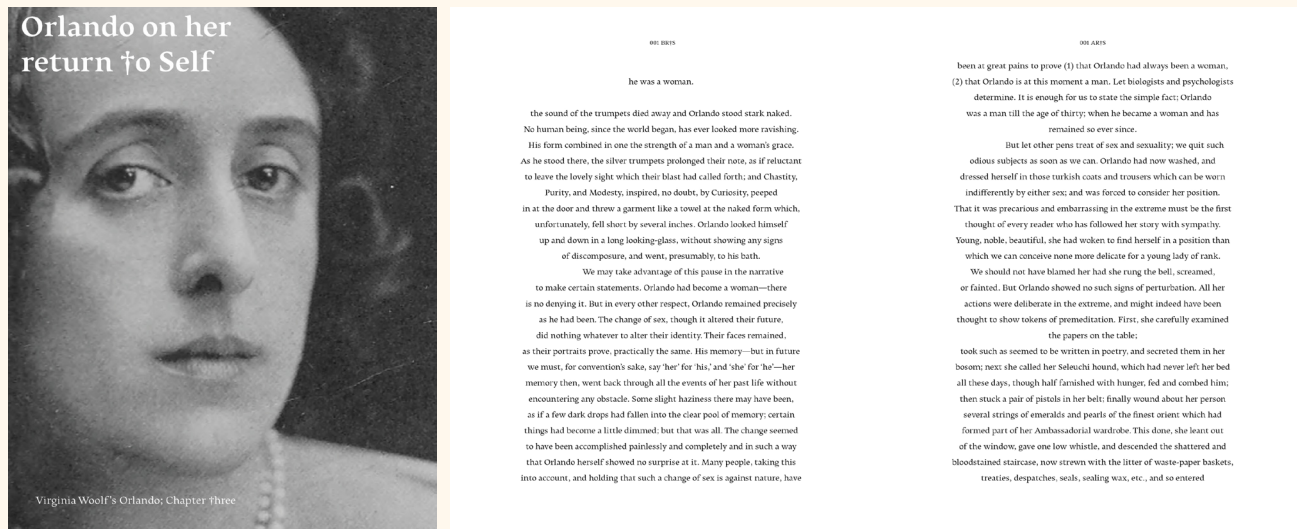 Orlando on her
return †o Self
Virginia Woolf's Orlando; Chapter †hree
001 BRTS
he was a woman.
the sound of the trumpets died away and Orlando stood stark naked.
No human being, since the world began, has ever looked more ravishing.
His form combined in one the strength of a man and a woman's grace.
As he stood there, the silver trumpets prolonged their note, as if reluctant
to leave the lovely sight which their blast had called forth; and Chastity,
Purity, and Modesty, inspired, no doubt, by Curiosity, peeped
in at the door and threw a garment like a towel at the naked form which,
unfortunately, fell short by several inches. Orlando looked himself
up and down in a long looking-glass, without showing any signs
of discomposure, and went, presumably, to his bath.
We may take advantage of this pause in the narrative
to make certain statements. Orlando had become a woman—there
is no denying it. But in every other respect, Orlando remained precisely
as he had been. The change of sex, though it altered their future,
did nothing whatever to alter their identity. Their faces remained,
as their portraits prove, practically the same. His memory—but in future
we must, for convention's sake, say 'her' for 'his,' and 'she' for 'he'—her
memory then, went back through all the events of her past life without
encountering any obstacle. Some slight haziness there may have been,
as if a few dark drops had fallen into the clear pool of memory; certain
things had become a little dimmed; but that was all. The change seemed
to have been accomplished painlessly and completely and in such a way
that Orlando herself showed no surprise at it. Many people, taking this
into account, and holding that such a change of sex is against nature, have
001 ARTS
been at great pains to prove (1) that Orlando had always been a woman,
(2) that Orlando is at this moment a man. Let biologists and psychologists
determine. It is enough for us to state the simple fact; Orlando
was a man till the age of thirty; when he became a woman and has
remained so ever since.
But let other pens treat of sex and sexuality; we quit such
odious subjects as soon as we can. Orlando had now washed, and
dressed herself in those turkish coats and trousers which can be worn
indifferently by either sex; and was forced to consider her position.
That it was precarious and embarrassing in the extreme must be the first
thought of every reader who has followed her story with sympathy.
Young, noble, beautiful, she had woken to find herself in a position than
which we can conceive none more delicate for a young lady of rank.
We should not have blamed her had she rung the bell, screamed,
or fainted. But Orlando showed no such signs of perturbation. All her
actions were deliberate in the extreme, and might indeed have been
thought to show tokens of premeditation. First, she carefully examined
the papers on the table;
took such as seemed to be written in poetry, and secreted them in her
bosom; next she called her Seleuchi hound, which had never left her bed
all these days, though half famished with hunger, fed and combed him;
then stuck a pair of pistols in her belt; finally wound about her person
several strings of emeralds and pearls of the finest orient which had
formed part of her Ambassadorial wardrobe. This done, she leant out
of the window, gave one low whistle, and descended the shattered and
bloodstained staircase, now strewn with the litter of waste-paper baskets,
treaties, despatches, seals, sealing wax, etc., and so entered